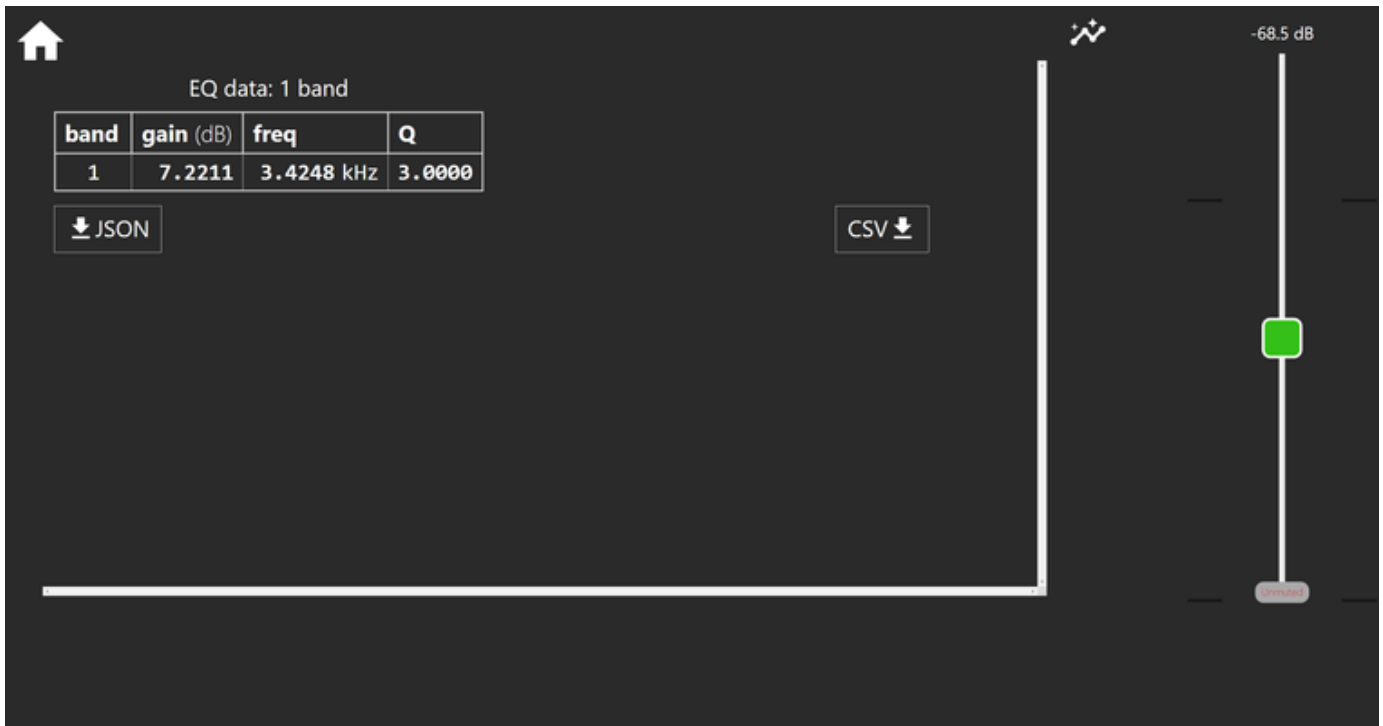 -68.5 dB
EQ data: 1 band
band gain (dB) freq Q
1 7.2211 3.4248 kHz 3.0000
JSON
CSV
Unmuted